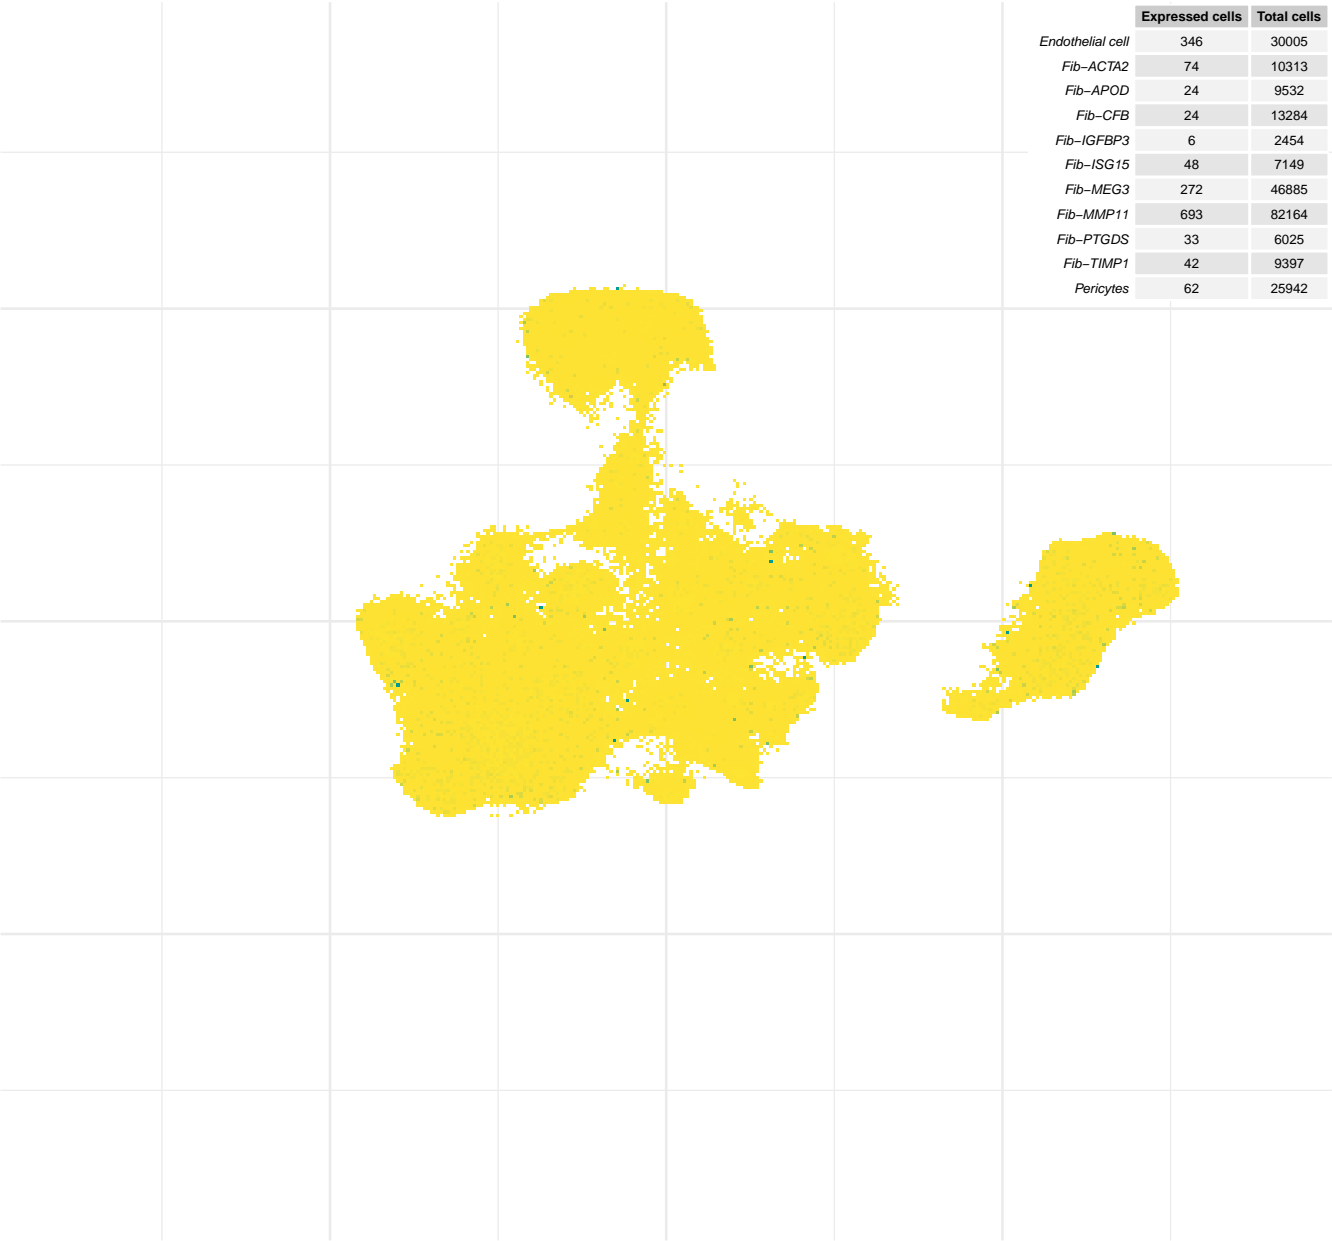 Expressed cells Total cells
Endothelial cell 346 30005
Fib−ACTA2 74 10313
Fib−APOD 24 9532
Fib−CFB 24 13284
Fib−IGFBP3 6 2454
Fib−ISG15 48 7149
Fib−MEG3 272 46885
Fib−MMP11 693 82164
Fib−PTGDS 33 6025
Fib−TIMP1 42 9397
Pericytes 62 25942